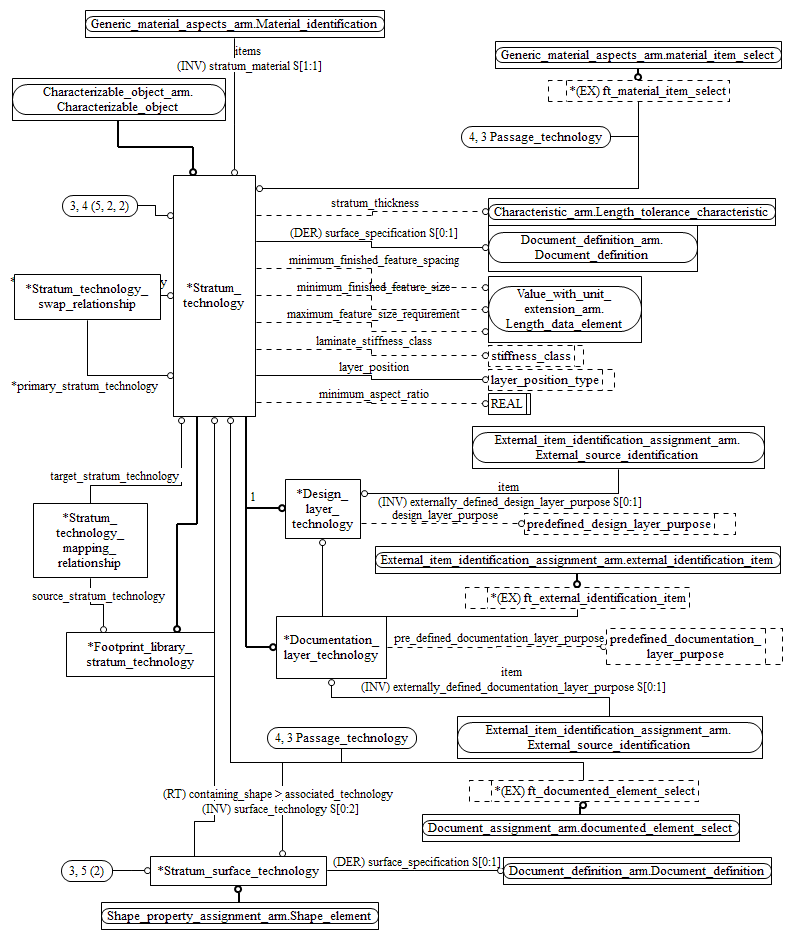 Generic_material_aspects_arm.Material_identification
items
(INV) stratum_material S[1:1]
Generic_material_aspects_arm.material_item_select
*(EX) ft_material_item_select
Characterizable_object_arm.
Characterizable_object
4, 3 Passage_technology
3, 4 (5, 2, 2)
stratum_thickness
Characteristic_arm.Length_tolerance_characteristic
(DER) surface_specification S[0:1]
Document_definition_arm.
Document_definition
minimum_finished_feature_spacing
*Stratum_technology_
swap_relationship
*
y
*Stratum_
technology
minimum_finished_feature_size
Value_with_unit_
extension_arm.
Length_data_element
maximum_feature_size_requirement
laminate_stiffness_class
stiffness_class
*primary_stratum_technology
layer_position
layer_position_type
minimum_aspect_ratio
REAL
External_item_identification_assignment_arm.
External_source_identification
target_stratum_technology
1
*Design_
layer_
technology
item
(INV) externally_defined_design_layer_purpose S[0:1]
design_layer_purpose
predefined_design_layer_purpose
*Stratum_
technology_
mapping_
relationship
External_item_identification_assignment_arm.external_identification_item
*(EX) ft_external_identification_item
source_stratum_technology
*Footprint_library_
stratum_technology
*Documentation_
layer_technology
pre_defined_documentation_layer_purpose
predefined_documentation_
layer_purpose
item
(INV) externally_defined_documentation_layer_purpose S[0:1]
External_item_identification_assignment_arm.
External_source_identification
4, 3 Passage_technology
(RT) containing_shape > associated_technology
(INV) surface_technology S[0:2]
*(EX) ft_documented_element_select
Document_assignment_arm.documented_element_select
3, 5 (2)
*Stratum_surface_technology
(DER) surface_specification S[0:1]
Document_definition_arm.Document_definition
Shape_property_assignment_arm.Shape_element